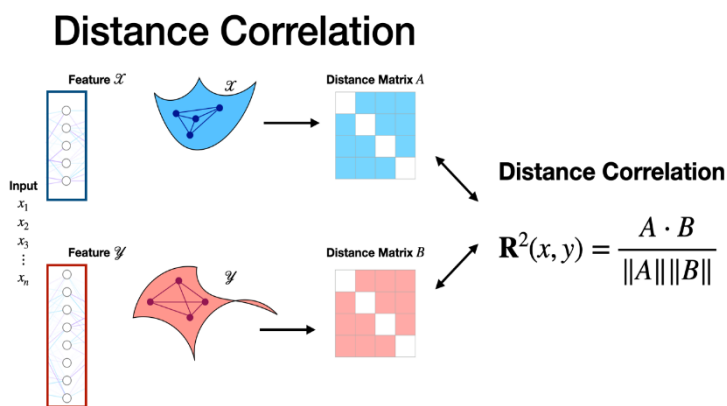 Distance Correlation
Feature 𝒳
𝒳
Distance Matrix A
Input
x₁
x₂
x₃
⋮
xₙ
Distance Correlation
R²(x, y) = A · B / ‖A‖‖B‖
Feature 𝒴
𝒴
Distance Matrix B